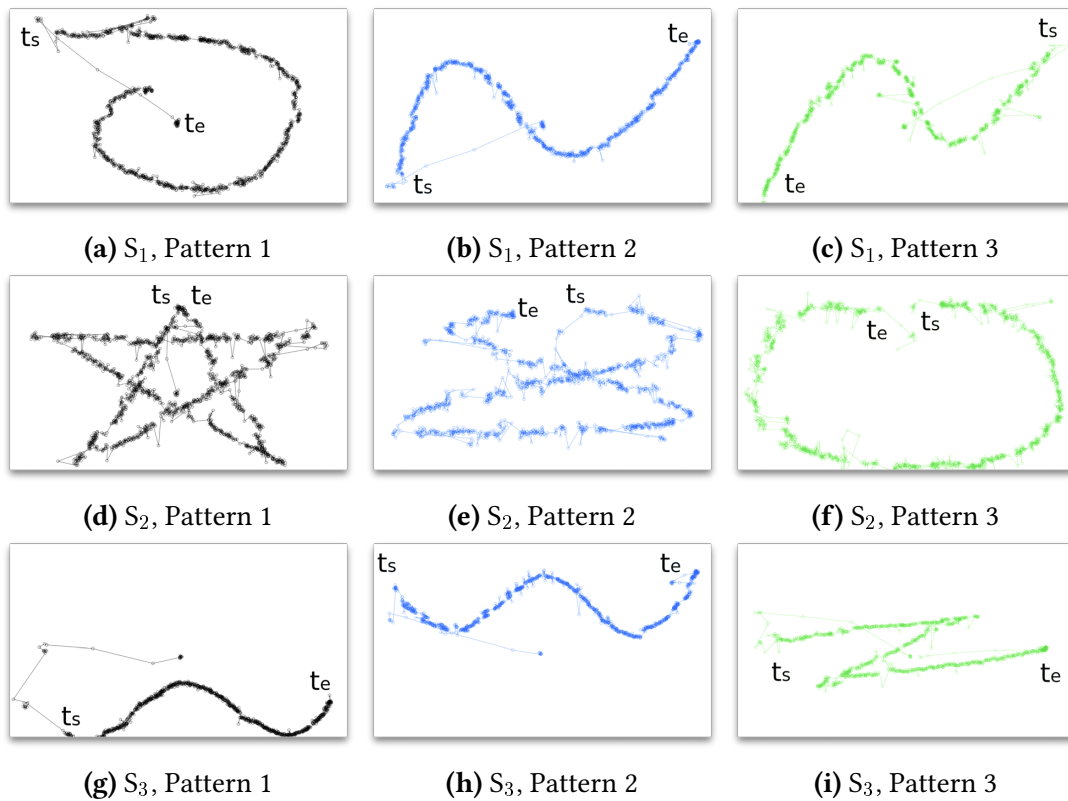 ts
te
te
ts
ts
te
(a) S₁, Pattern 1
(b) S₁, Pattern 2
(c) S₁, Pattern 3
ts te
te ts
te ts
(d) S₂, Pattern 1
(e) S₂, Pattern 2
(f) S₂, Pattern 3
ts te
ts te
ts te
(g) S₃, Pattern 1
(h) S₃, Pattern 2
(i) S₃, Pattern 3